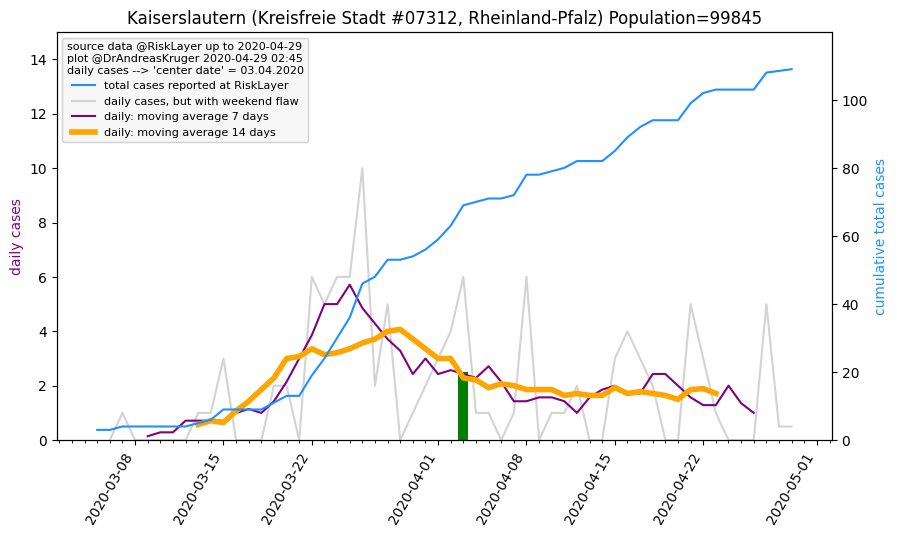 Kaiserslautern (Kreisfreie Stadt #07312, Rheinland-Pfalz) Population=99845
source data @RiskLayer up to 2020-04-29
plot @DrAndreasKruger 2020-04-29 02:45
daily cases --> 'center date' = 03.04.2020
total cases reported at RiskLayer
daily cases, but with weekend flaw
daily: moving average 7 days
daily: moving average 14 days
daily cases
14
12
10
8
6
4
2
0
cumulative total cases
100
80
60
40
20
0
2020-03-08
2020-03-15
2020-03-22
2020-04-01
2020-04-08
2020-04-15
2020-04-22
2020-05-01